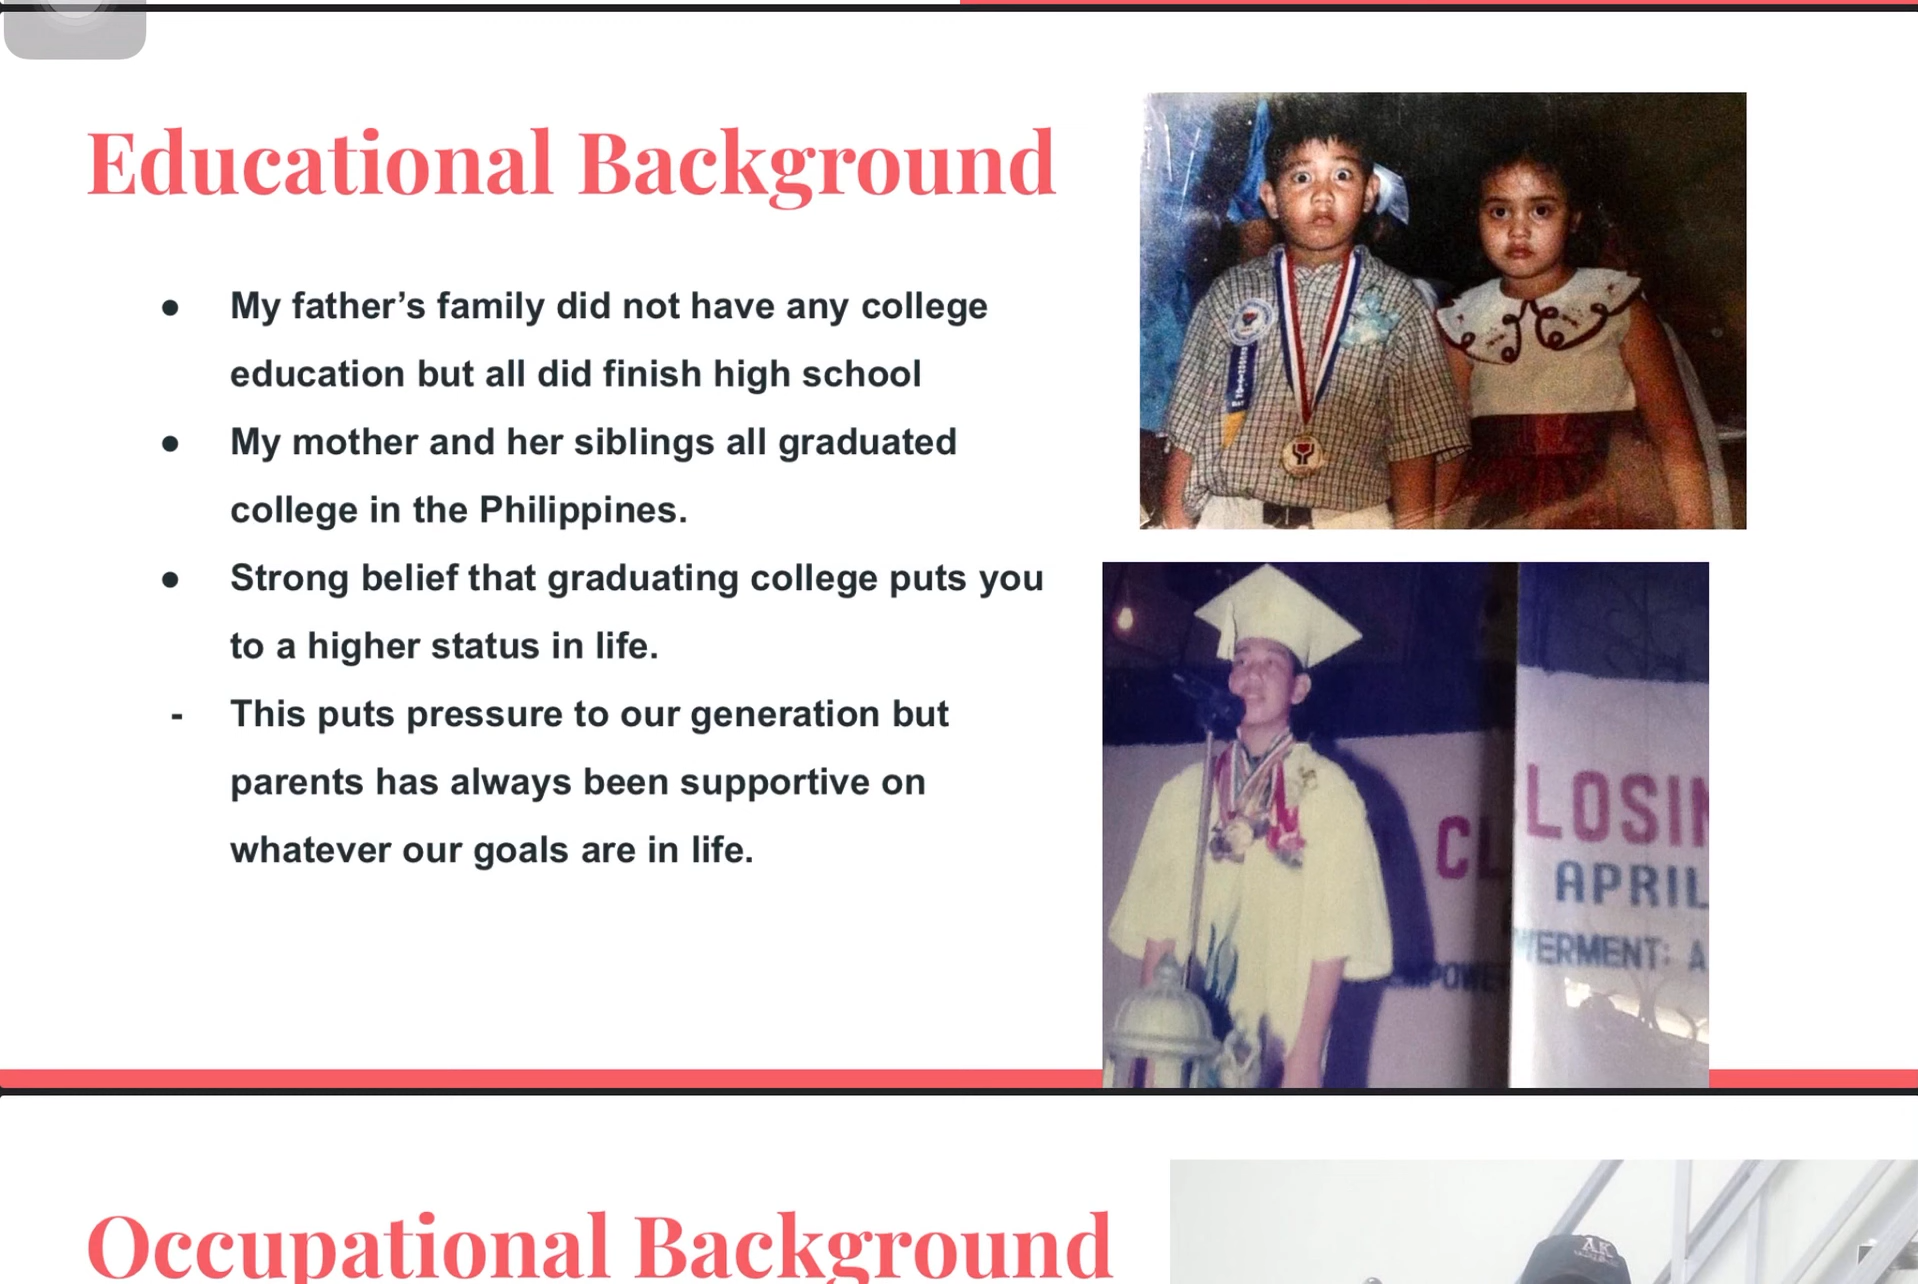 Educational Background
● My father’s family did not have any college
education but all did finish high school
● My mother and her siblings all graduated
college in the Philippines.
● Strong belief that graduating college puts you
to a higher status in life.
- This puts pressure to our generation but
parents has always been supportive on
whatever our goals are in life.
CLOSIN
APRIL
POWERMENT: A
Occupational Background
AK